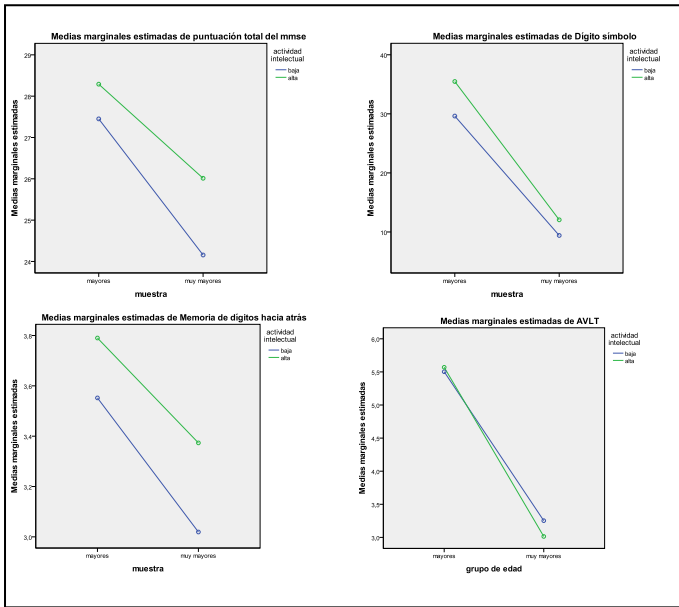 Medias marginales estimadas de puntuación total del mmse
actividad
intelectual
baja
alta
Medias marginales estimadas
29
28
27
26
25
24
mayores
muy mayores
muestra
Medias marginales estimadas de Dígito símbolo
actividad
intelectual
baja
alta
Medias marginales estimadas
40
30
20
10
mayores
muy mayores
muestra
Medias marginales estimadas de Memoria de dígitos hacia atrás
actividad
intelectual
baja
alta
Medias marginales estimadas
3,8
3,6
3,4
3,2
3,0
mayores
muy mayores
muestra
Medias marginales estimadas de AVLT
actividad
intelectual
baja
alta
Medias marginales estimadas
6,0
5,5
5,0
4,5
4,0
3,5
3,0
mayores
muy mayores
grupo de edad